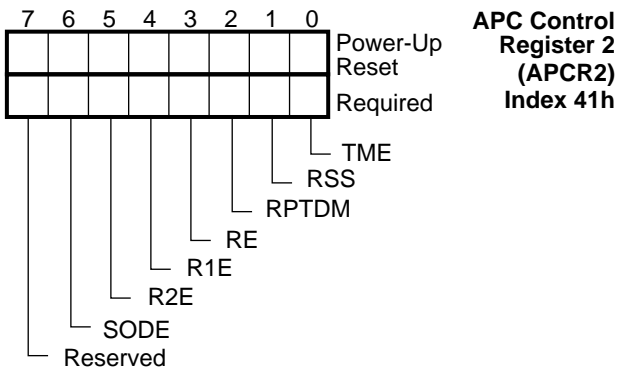 7 6 5 4 3 2 1 0
Power-Up
Reset
Required
APC Control
Register 2
(APCR2)
Index 41h
TME
RSS
RPTDM
RE
R1E
R2E
SODE
Reserved